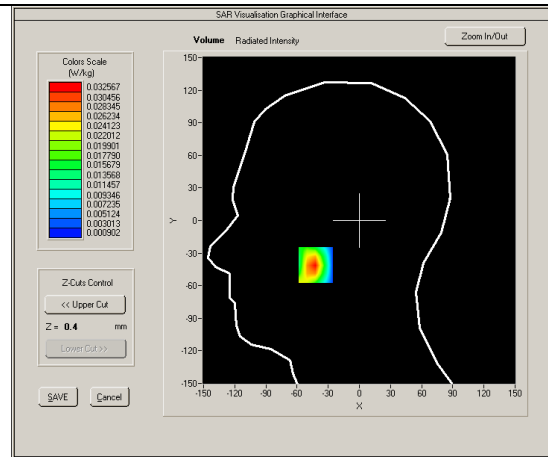 SAR Visualisation Graphical Interface
Volume Radiated Intensity
Zoom In/Out
Colors Scale
(W/kg)
0.032567
0.030456
0.028345
0.026234
0.024123
0.022012
0.019901
0.017790
0.015679
0.013568
0.011457
0.009346
0.007235
0.005124
0.003013
0.000902
Z-Cuts Control
<< Upper Cut
Z = 0.4 mm
Lower Cut >>
SAVE Cancel
150-
120-
90-
60-
30-
0-
-30-
-60-
-90-
-120-
-150-
Y
-150 -120 -90 -60 -30 0 30 60 90 120 150
X